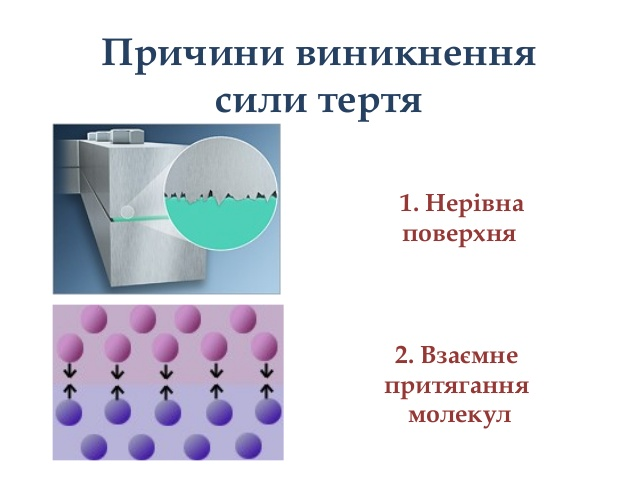 Причини виникнення
сили тертя
1. Нерівна
поверхня
2. Взаємне
притягання
молекул